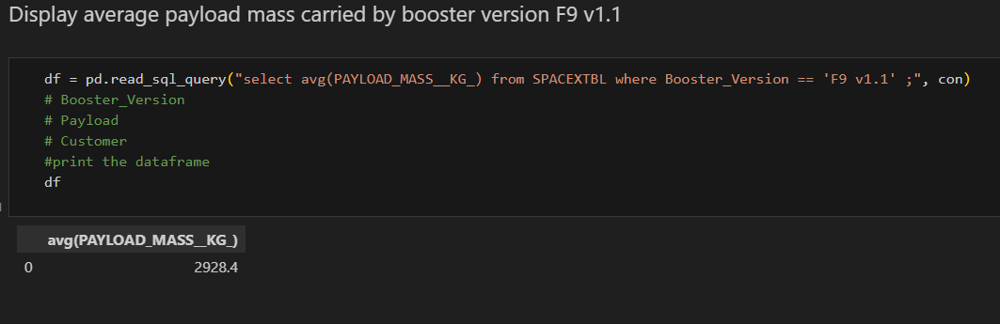 Display average payload mass carried by booster version F9 v1.1
df = pd.read_sql_query("select avg(PAYLOAD_MASS__KG_) from SPACEXTBL where Booster_Version == 'F9 v1.1' ;", con)
# Booster_Version
# Payload
# Customer
#print the dataframe
df
avg(PAYLOAD_MASS__KG_)
0 2928.4